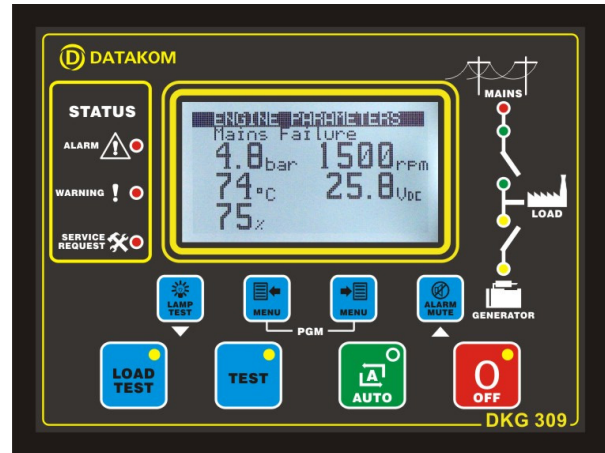 D DATAKOM
STATUS
ALARM
WARNING
SERVICE
REQUEST
ENGINE PARAMETERS
Mains Failure
4.8bar 1500rpm
74°C 25.8VDC
75%
MAINS
LOAD
GENERATOR
LAMP
TEST
MENU
MENU
ALARM
MUTE
PGM
LOAD
TEST
TEST
A
AUTO
O
OFF
DKG 309